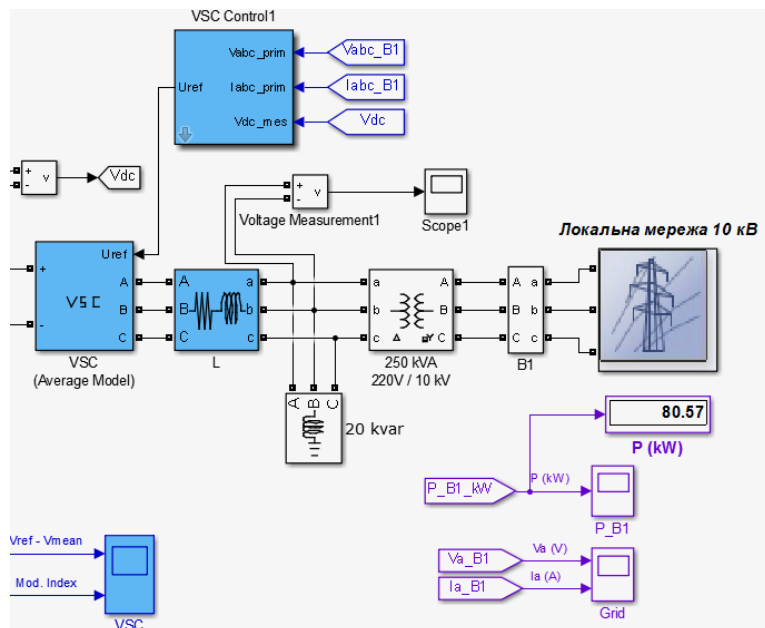 VSC Control1
Vabc_prim
Vabc_B1
Uref
Iabc_prim
Iabc_B1
Vdc_mes
Vdc
+
-
v
Vdc
+
-
v
Voltage Measurement1
Scope1
Локальна мережа 10 кВ
Uref
+
-
VSC
A
B
C
VSC
(Average Model)
A
B
C
a
b
c
L
a
b
c
A
B
C
Δ
Y
250 kVA
220V / 10 kV
A
B
C
a
b
c
B1
A
B
C
20 kvar
80.57
P (kW)
P_B1_kW
P (kW)
P_B1
Va_B1
Va (V)
Ia_B1
Ia (A)
Grid
Vref - Vmean
Mod. Index
VSC